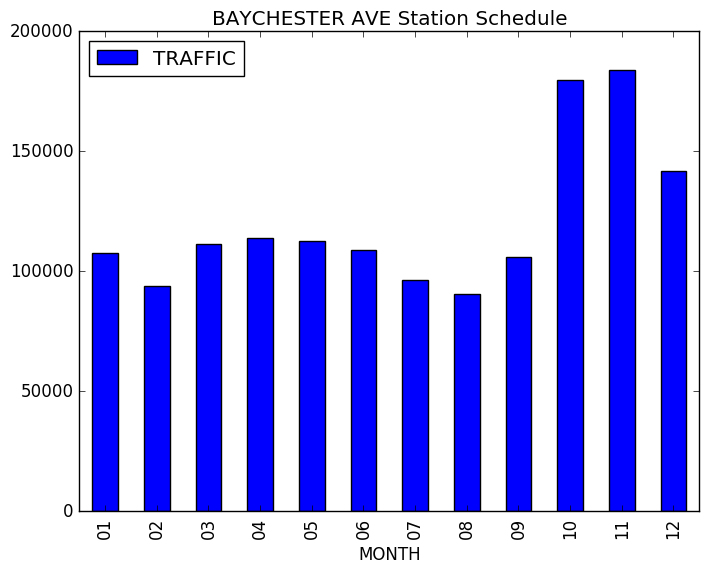 BAYCHESTER AVE Station Schedule
200000
TRAFFIC
150000
100000
50000
0
01 02 03 04 05 06 07 08 09 10 11 12
MONTH